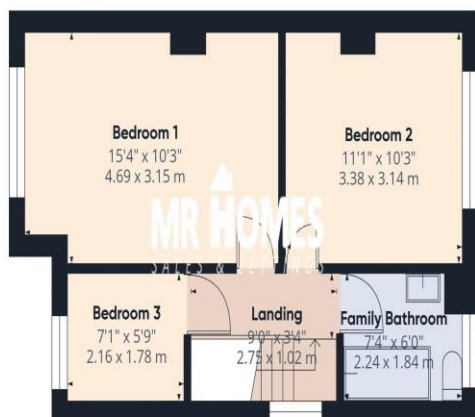 Bedroom 1
15'4" x 10'3"
4.69 x 3.15 m
Bedroom 2
11'1" x 10'3"
3.38 x 3.14 m
MR HOMES
SALES & LETTINGS
Bedroom 3
7'1" x 5'9"
2.16 x 1.78 m
Landing
9'0" x 3'4"
2.75 x 1.02 m
Family Bathroom
7'4" x 6'0"
2.24 x 1.84 m